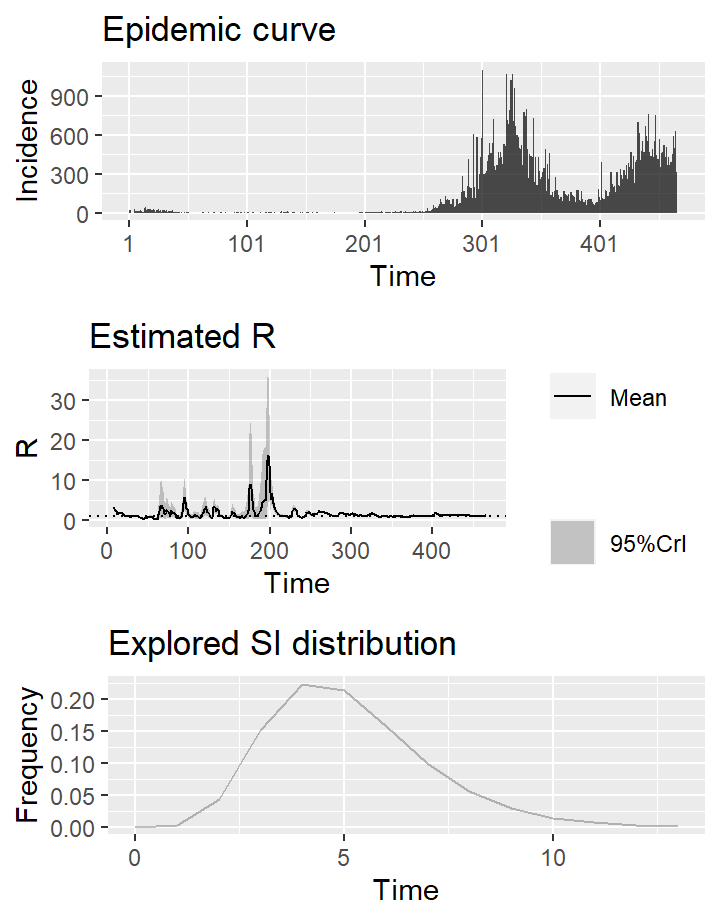 Epidemic curve
Incidence
900
600
300
0
1 101 201 301 401
Time
Estimated R
R
30
20
10
0
0 100 200 300 400
Time
Mean
95%CrI
Explored SI distribution
Frequency
0.20
0.15
0.10
0.05
0.00
0 5 10
Time